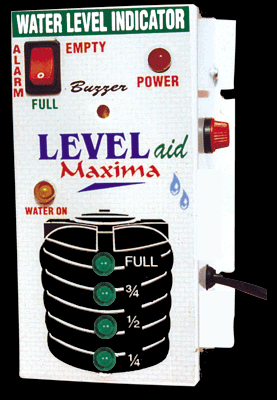 WATER LEVEL INDICATOR
ALARM
EMPTY
FULL
Buzzer
POWER
LEVEL aid
Maxima
WATER ON
FULL
3/4
1/2
1/4